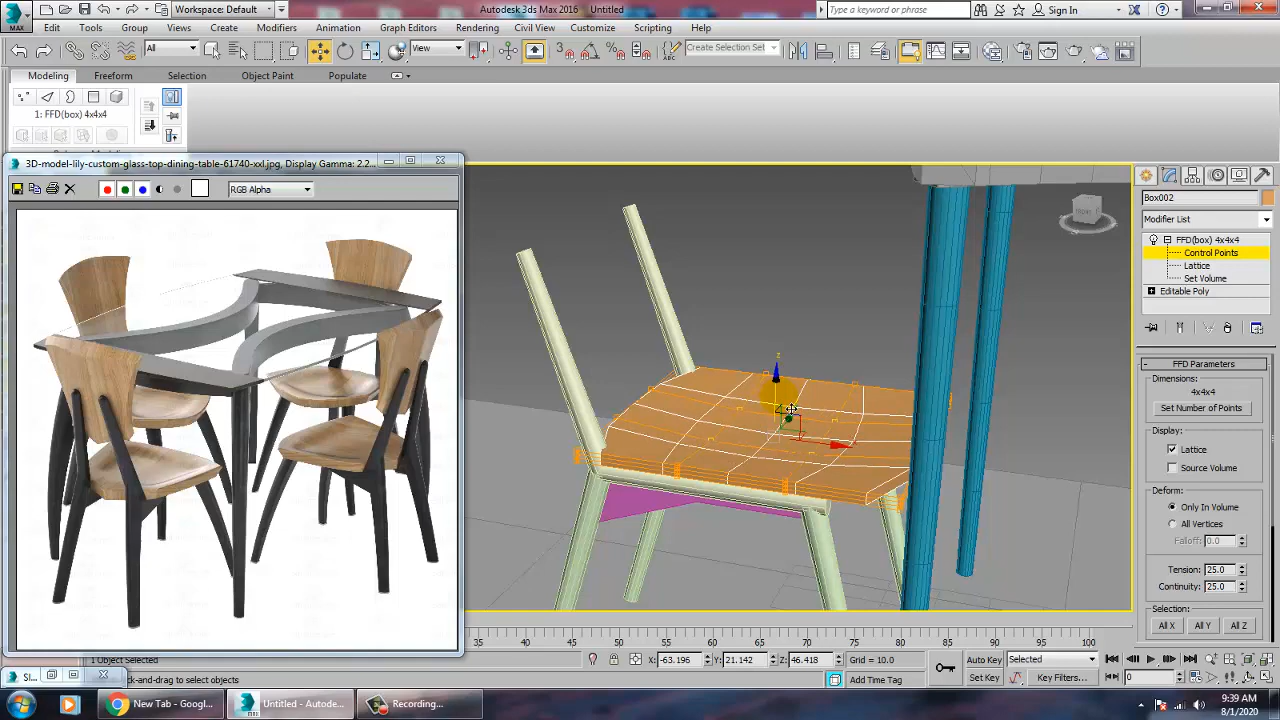 MAX
Workspace: Default
Autodesk 3ds Max 2016 Untitled
Type a keyword or phrase
Sign In
Edit Tools Group Views Create Modifiers Animation Graph Editors Rendering Civil View Customize Scripting Help
All
View
3
Create Selection Set
Modeling Freeform Selection Object Paint Populate
1: FFD(box) 4x4x4
3D-model-lily-custom-glass-top-dining-table-61740-xxl.jpg, Display Gamma: 2.2...
RGB Alpha
Box002
Modifier List
FFD(box) 4x4x4
Control Points
Lattice
Set Volume
Editable Poly
FFD Parameters
Dimensions:
4x4x4
Set Number of Points
Display:
Lattice
Source Volume
Deform:
Only In Volume
All Vertices
Falloff: 0.0
Tension: 25.0
Continuity: 25.0
Selection:
All X All Y All Z
35 40 45 50 55 60 65 70 75 80 85 90 95 100
1 Object Selected
X: -63.196 Y: 21.142 Z: 46.418 Grid = 10.0
Auto Key Selected
ck-and-drag to select objects
Add Time Tag
Set Key Key Filters...
0
New Tab - Googl...
Untitled - Autode...
Recording...
9:39 AM
8/1/2020